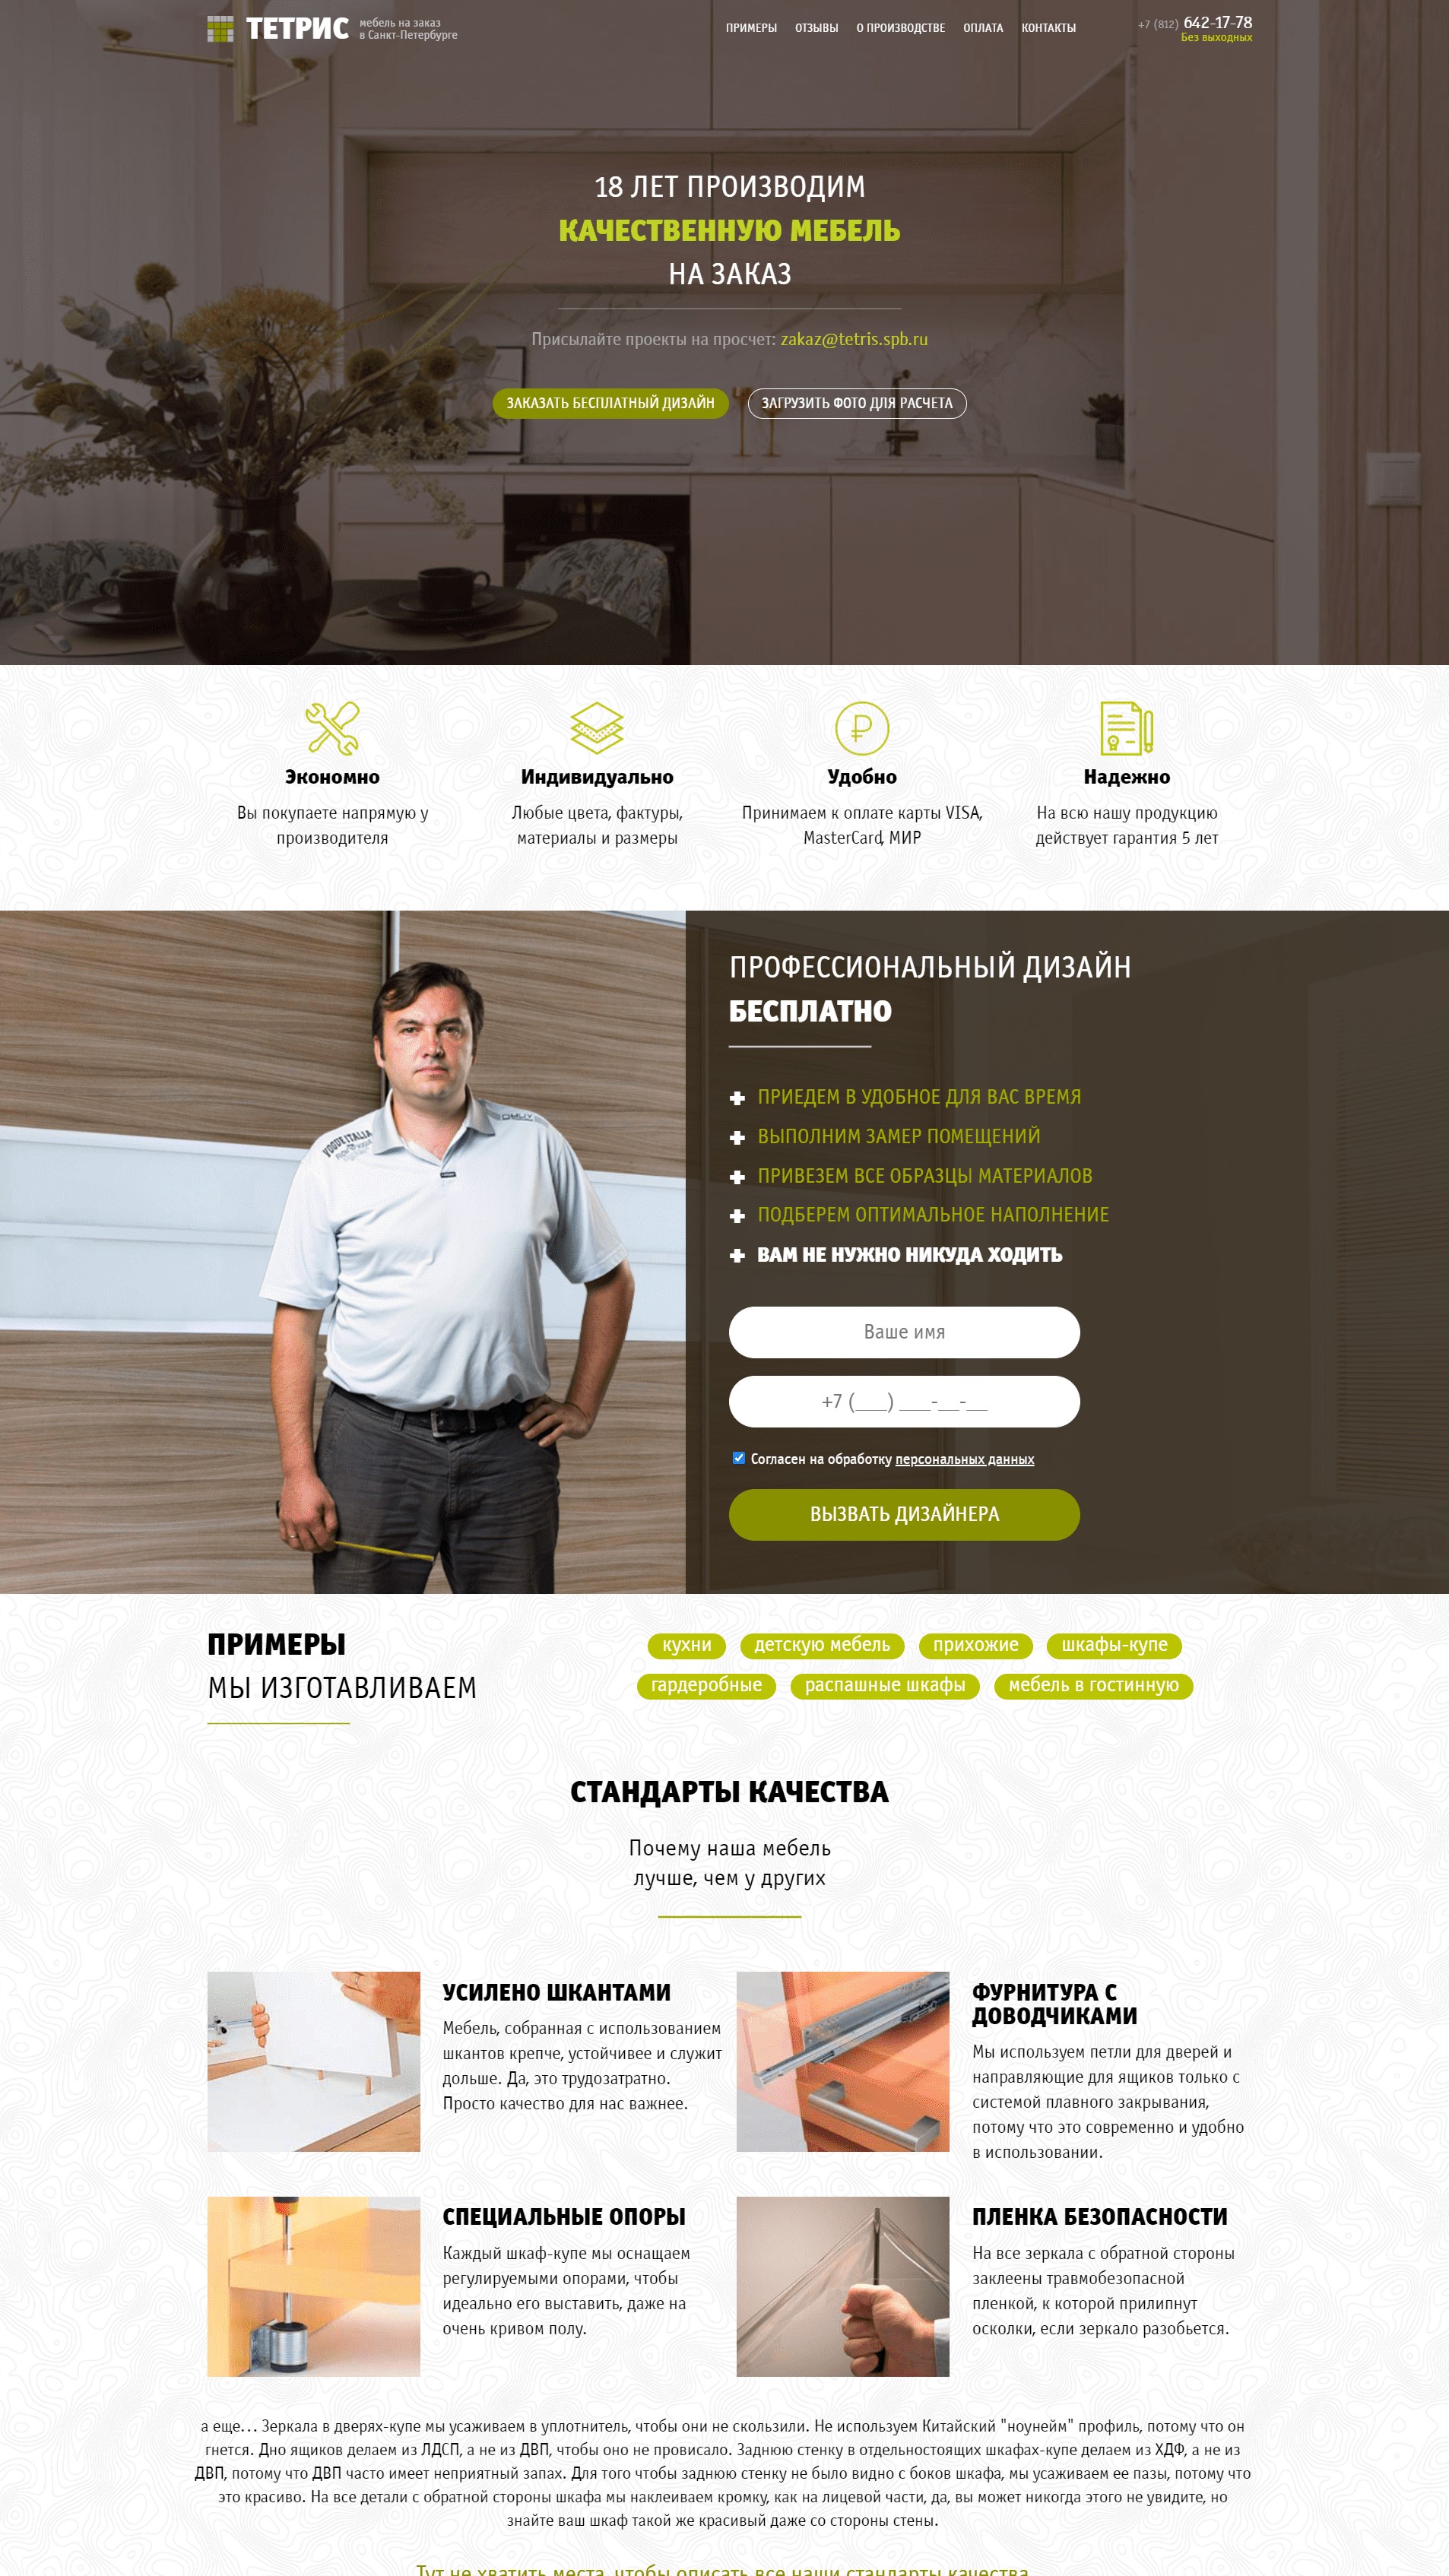 ТЕТРИС
мебель на заказ
в Санкт-Петербурге
ПРИМЕРЫ ОТЗЫВЫ О ПРОИЗВОДСТВЕ ОПЛАТА КОНТАКТЫ
+7 (812) 642-17-78
Без выходных
18 ЛЕТ ПРОИЗВОДИМ
КАЧЕСТВЕННУЮ МЕБЕЛЬ
НА ЗАКАЗ
Присылайте проекты на просчет: zakaz@tetris.spb.ru
ЗАКАЗАТЬ БЕСПЛАТНЫЙ ДИЗАЙН ЗАГРУЗИТЬ ФОТО ДЛЯ РАСЧЕТА
Экономно
Вы покупаете напрямую у
производителя
Индивидуально
Любые цвета, фактуры,
материалы и размеры
Удобно
Принимаем к оплате карты VISA,
MasterCard, МИР
Надежно
На всю нашу продукцию
действует гарантия 5 лет
VOGUE ITALIA
ПРОФЕССИОНАЛЬНЫЙ ДИЗАЙН
БЕСПЛАТНО
ПРИЕДЕМ В УДОБНОЕ ДЛЯ ВАС ВРЕМЯ
ВЫПОЛНИМ ЗАМЕР ПОМЕЩЕНИЙ
ПРИВЕЗЕМ ВСЕ ОБРАЗЦЫ МАТЕРИАЛОВ
ПОДБЕРЕМ ОПТИМАЛЬНОЕ НАПОЛНЕНИЕ
ВАМ НЕ НУЖНО НИКУДА ХОДИТЬ
Ваше имя
+7 (___) ___-__-__
Согласен на обработку персональных данных
ВЫЗВАТЬ ДИЗАЙНЕРА
ПРИМЕРЫ
МЫ ИЗГОТАВЛИВАЕМ
кухни детскую мебель прихожие шкафы-купе
гардеробные распашные шкафы мебель в гостинную
СТАНДАРТЫ КАЧЕСТВА
Почему наша мебель
лучше, чем у других
УСИЛЕНО ШКАНТАМИ
Мебель, собранная с использованием
шкантов крепче, устойчивее и служит
дольше. Да, это трудозатратно.
Просто качество для нас важнее.
ФУРНИТУРА С
ДОВОДЧИКАМИ
Мы используем петли для дверей и
направляющие для ящиков только с
системой плавного закрывания,
потому что это современно и удобно
в использовании.
СПЕЦИАЛЬНЫЕ ОПОРЫ
Каждый шкаф-купе мы оснащаем
регулируемыми опорами, чтобы
идеально его выставить, даже на
очень кривом полу.
ПЛЕНКА БЕЗОПАСНОСТИ
На все зеркала с обратной стороны
заклеены травмобезопасной
пленкой, к которой прилипнут
осколки, если зеркало разобьется.
а еще... Зеркала в дверях-купе мы усаживаем в уплотнитель, чтобы они не скользили. Не используем Китайский "ноунейм" профиль, потому что он
гнется. Дно ящиков делаем из ЛДСП, а не из ДВП, чтобы оно не провисало. Заднюю стенку в отдельностоящих шкафах-купе делаем из ХДФ, а не из
ДВП, потому что ДВП часто имеет неприятный запах. Для того чтобы заднюю стенку не было видно с боков шкафа, мы усаживаем ее пазы, потому что
это красиво. На все детали с обратной стороны шкафа мы наклеиваем кромку, как на лицевой части, да, вы может никогда этого не увидите, но
знайте ваш шкаф такой же красивый даже со стороны стены.
Тут не хватить места, чтобы описать все наши стандарты качества